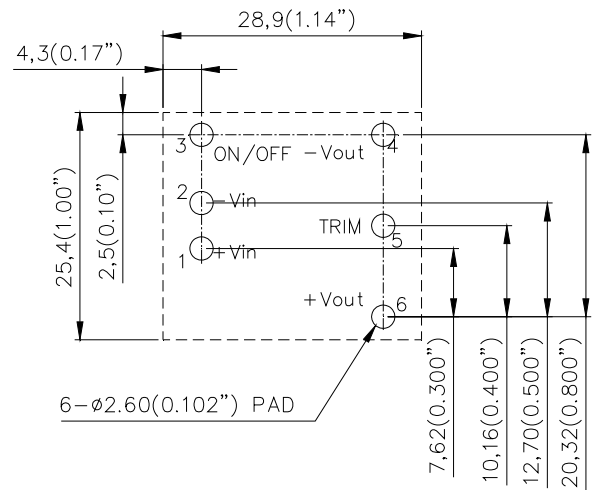 28,9(1.14")
4,3(0.17")
3
ON/OFF
-Vout
4
2
-Vin
TRIM
5
1
+Vin
+Vout
6
25,4(1.00")
2,5(0.10")
6-ø2.60(0.102") PAD
7,62(0.300")
10,16(0.400")
12,70(0.500")
20,32(0.800")